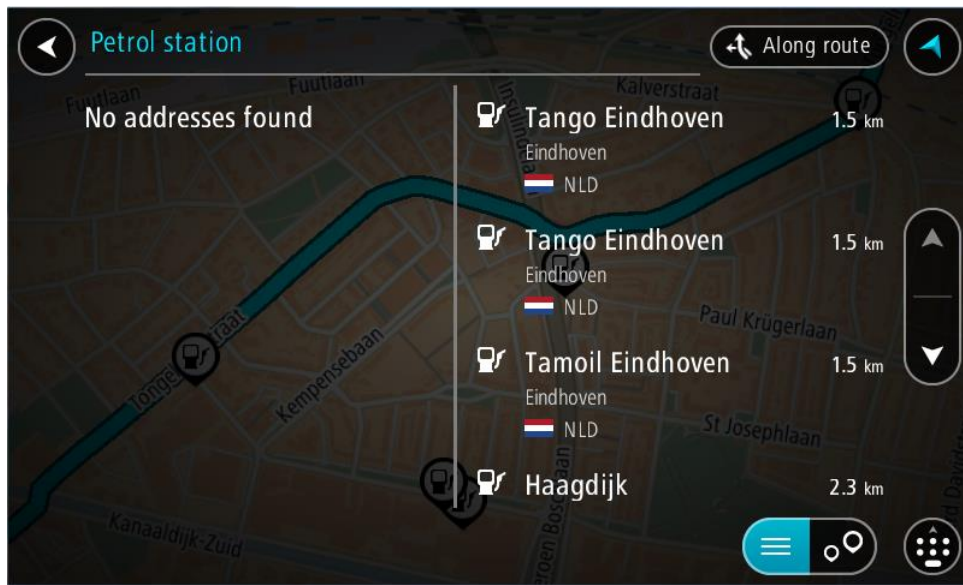 Petrol station
Along route
Fuutlaan
Fuutlaan
Kalverstraat
Insulindelaan
No addresses found
Tango Eindhoven
1.5 km
Eindhoven
NLD
Tango Eindhoven
1.5 km
Eindhoven
NLD
Paul Krügerlaan
Kempensebaan
Tamoil Eindhoven
1.5 km
Eindhoven
NLD
St Josephlaan
Haagdijk
2.3 km
Kanaaldijk-Zuid